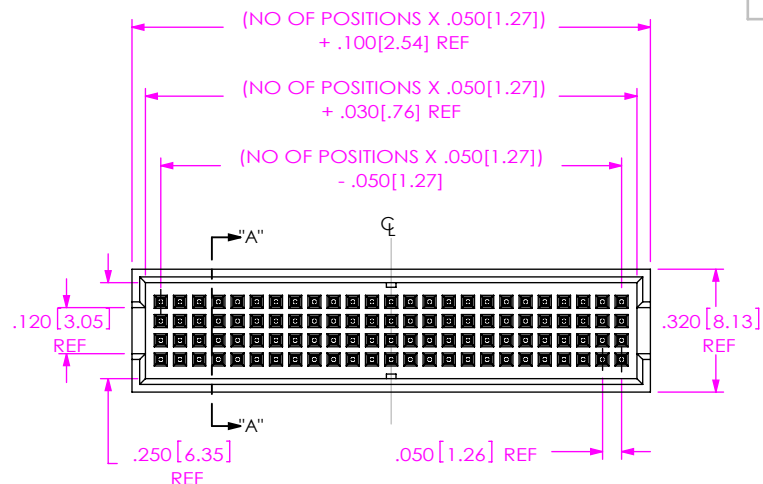 (NO OF POSITIONS X .050[1.27])
+ .100[2.54] REF
(NO OF POSITIONS X .050[1.27])
+ .030[.76] REF
(NO OF POSITIONS X .050[1.27])
- .050[1.27]
"A"
℄
.120[3.05]
REF
.320[8.13]
REF
"A"
.250[6.35]
REF
.050[1.26] REF